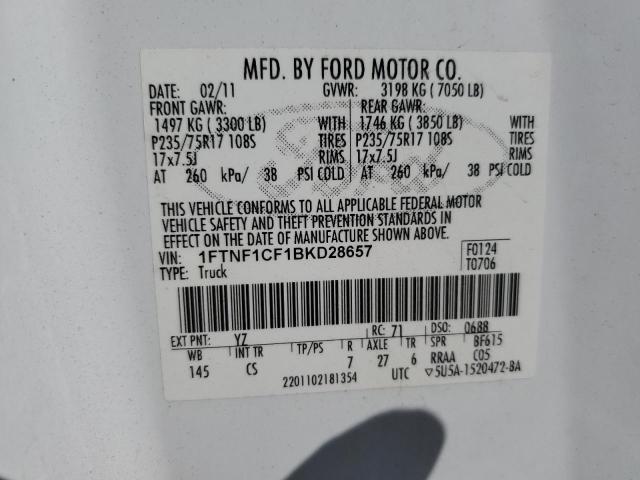 MFD. BY FORD MOTOR CO.
DATE: 02/11 GVWR: 3198 KG ( 7050 LB)
FRONT GAWR: REAR GAWR:
1497 KG ( 3300 LB) WITH 1746 KG ( 3850 LB) WITH
P235/75R17 108S TIRES P235/75R17 108S TIRES
17x7.5J RIMS 17x7.5J RIMS
AT 260 kPa/ 38 PSI COLD AT 260 kPa/ 38 PSI COLD
THIS VEHICLE CONFORMS TO ALL APPLICABLE FEDERAL MOTOR
VEHICLE SAFETY AND THEFT PREVENTION STANDARDS IN
EFFECT ON THE DATE OF MANUFACTURE SHOWN ABOVE.
VIN: 1FTNF1CF1BKD28657 F0124
TYPE: Truck T0706
EXT PNT: YZ RC: 71 DSO: 0688
WB INT TR TP/PS R AXLE TR SPR BF615
145 CS 7 27 6 RRAA C05
2201102181354 UTC ▽5U5A-1520472-BA
Ford